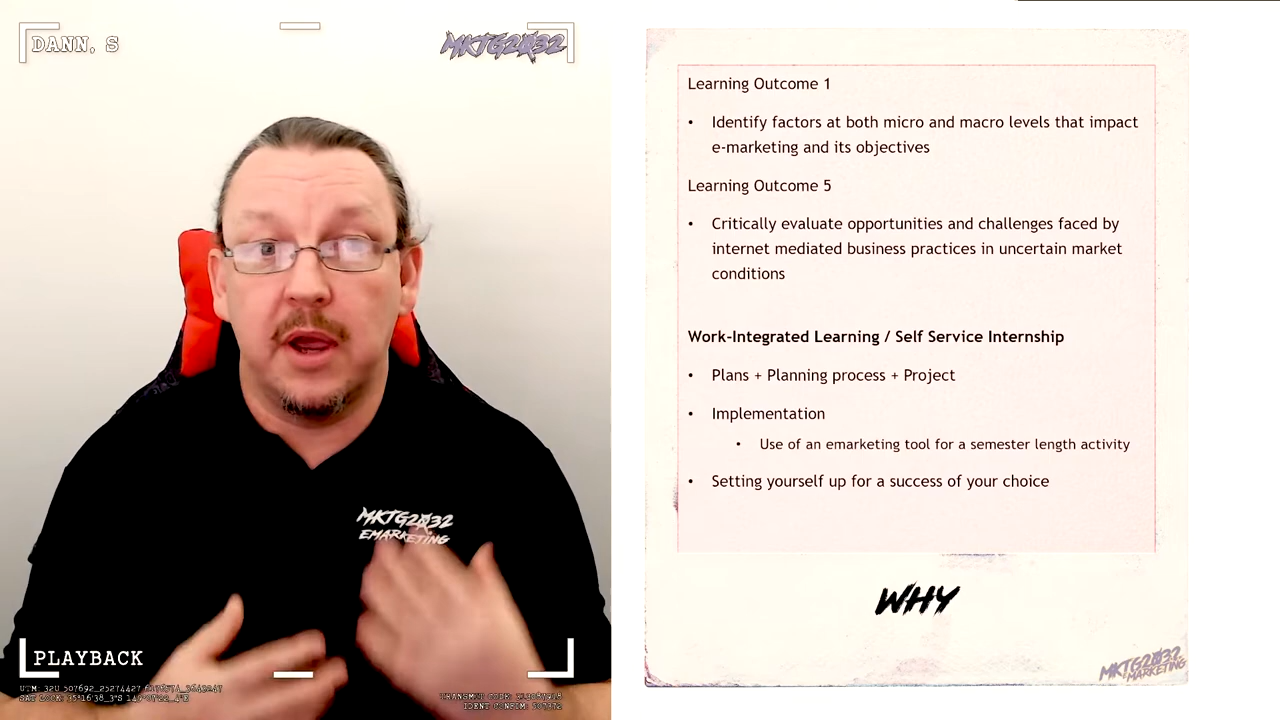 DANN, S
MKTG2032
MKTG2032
EMARKETING
PLAYBACK
Learning Outcome 1
• Identify factors at both micro and macro levels that impact
e-marketing and its objectives
Learning Outcome 5
• Critically evaluate opportunities and challenges faced by
internet mediated business practices in uncertain market
conditions
Work-Integrated Learning / Self Service Internship
• Plans + Planning process + Project
• Implementation
• Use of an emarketing tool for a semester length activity
• Setting yourself up for a success of your choice
WHY
MKTG2032
EMARKETING